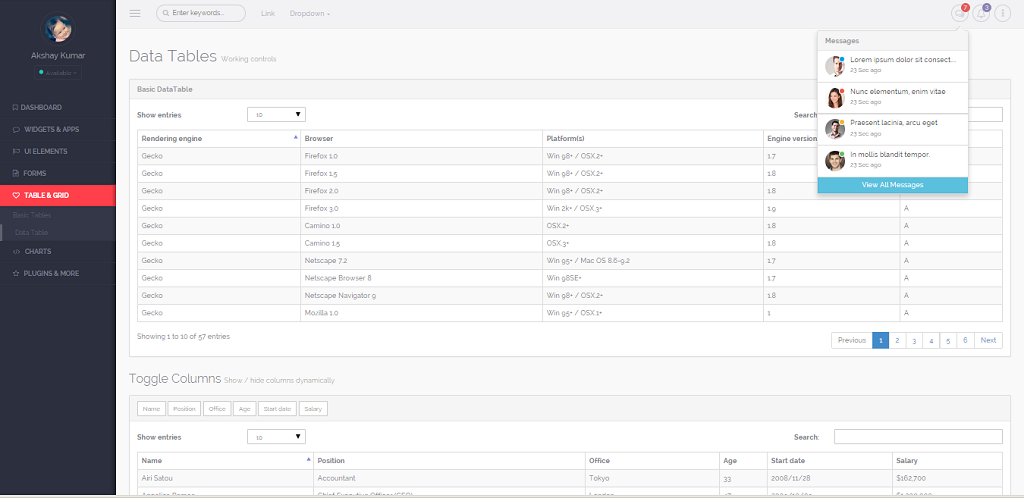 Enter keywords...
Link
Dropdown
7
3
Akshay Kumar
Available
DASHBOARD
WIDGETS & APPS
UI ELEMENTS
FORMS
TABLE & GRID
Basic Tables
Data Table
CHARTS
PLUGINS & MORE
Messages
Lorem ipsum dolor sit consect....
23 Sec ago
Nunc elementum, enim vitae
23 Sec ago
Praesent lacinia, arcu eget
23 Sec ago
In mollis blandit tempor.
23 Sec ago
View All Messages
Data Tables Working controls
Basic DataTable
Show entries 10 Search
Rendering engine Browser Platform(s) Engine version
Gecko Firefox 1.0 Win 98+ / OSX.2+ 1.7
Gecko Firefox 1.5 Win 98+ / OSX.2+ 1.8
Gecko Firefox 2.0 Win 98+ / OSX.2+ 1.8
Gecko Firefox 3.0 Win 2k+ / OSX.3+ 1.9 A
Gecko Camino 1.0 OSX.2+ 1.8 A
Gecko Camino 1.5 OSX.3+ 1.8 A
Gecko Netscape 7.2 Win 95+ / Mac OS 8.6-9.2 1.7 A
Gecko Netscape Browser 8 Win 98SE+ 1.7 A
Gecko Netscape Navigator 9 Win 98+ / OSX.2+ 1.8 A
Gecko Mozilla 1.0 Win 95+ / OSX.1+ 1 A
Showing 1 to 10 of 57 entries
Previous 1 2 3 4 5 6 Next
Toggle Columns Show / hide columns dynamically
Name Position Office Age Start date Salary
Show entries 10 Search:
Name Position Office Age Start date Salary
Airi Satou Accountant Tokyo 33 2008/11/28 $162,700